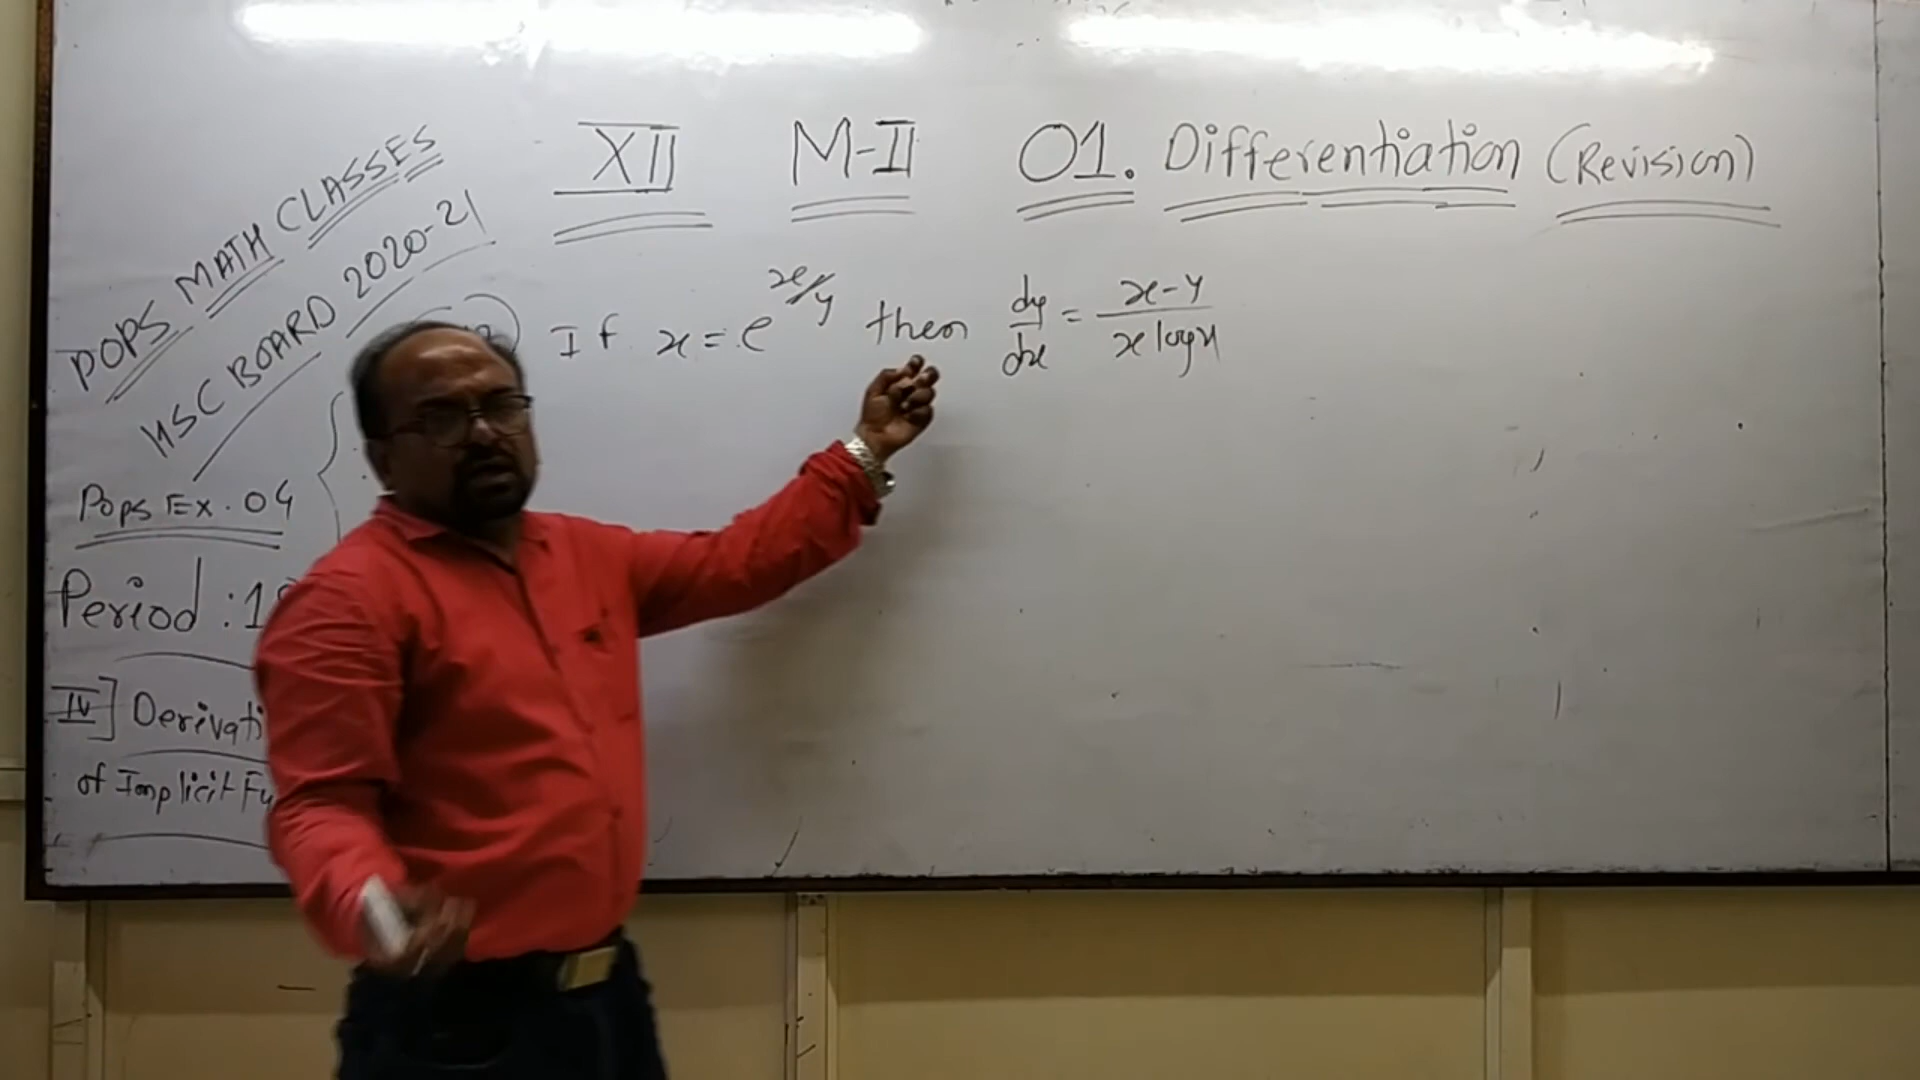 XII M-II 01. Differentiation (Revision)
POPS MATH CLASSES
HSC BOARD 2020-21
If x = e^{x/y} then dy/dx = (x-y)/(x log x)
Pops Ex. 04
Period :
IV] Derivati
of Implicit Fu